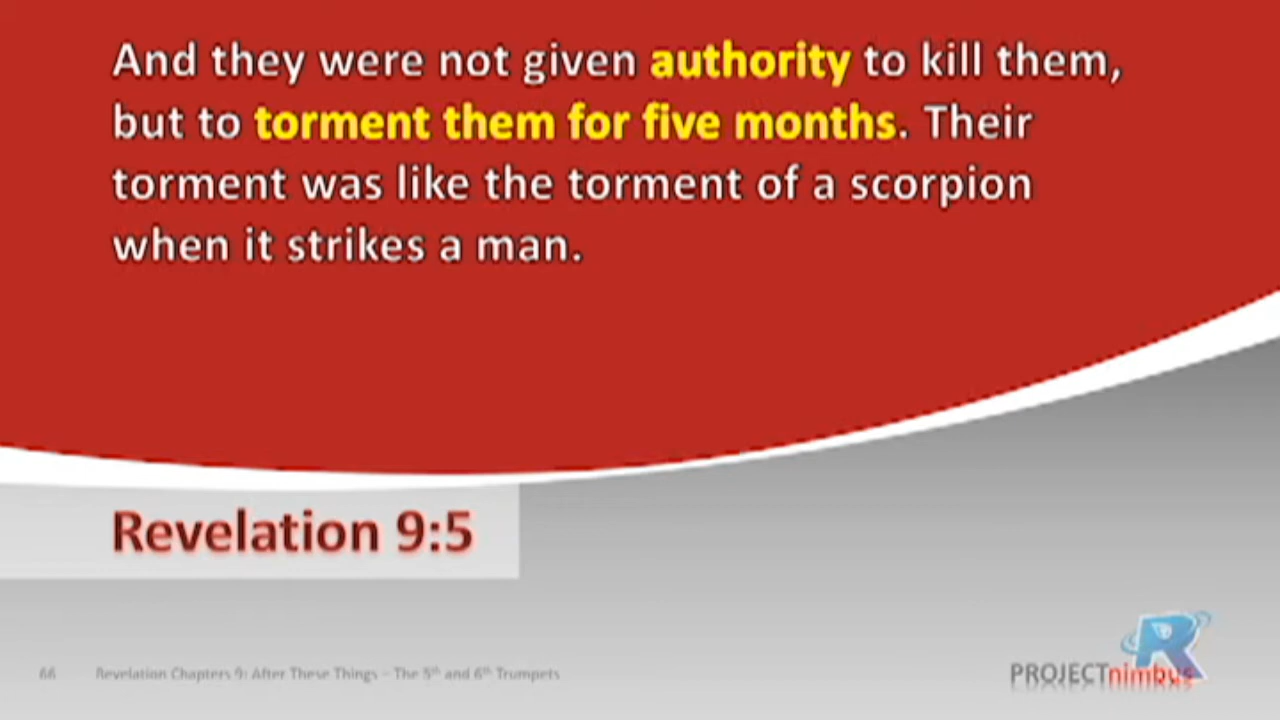 And they were not given authority to kill them,
but to torment them for five months. Their
torment was like the torment of a scorpion
when it strikes a man.
Revelation 9:5
66 Revelation Chapters 9: After These Things – The 5th and 6th Trumpets
PROJECTnimbus
R